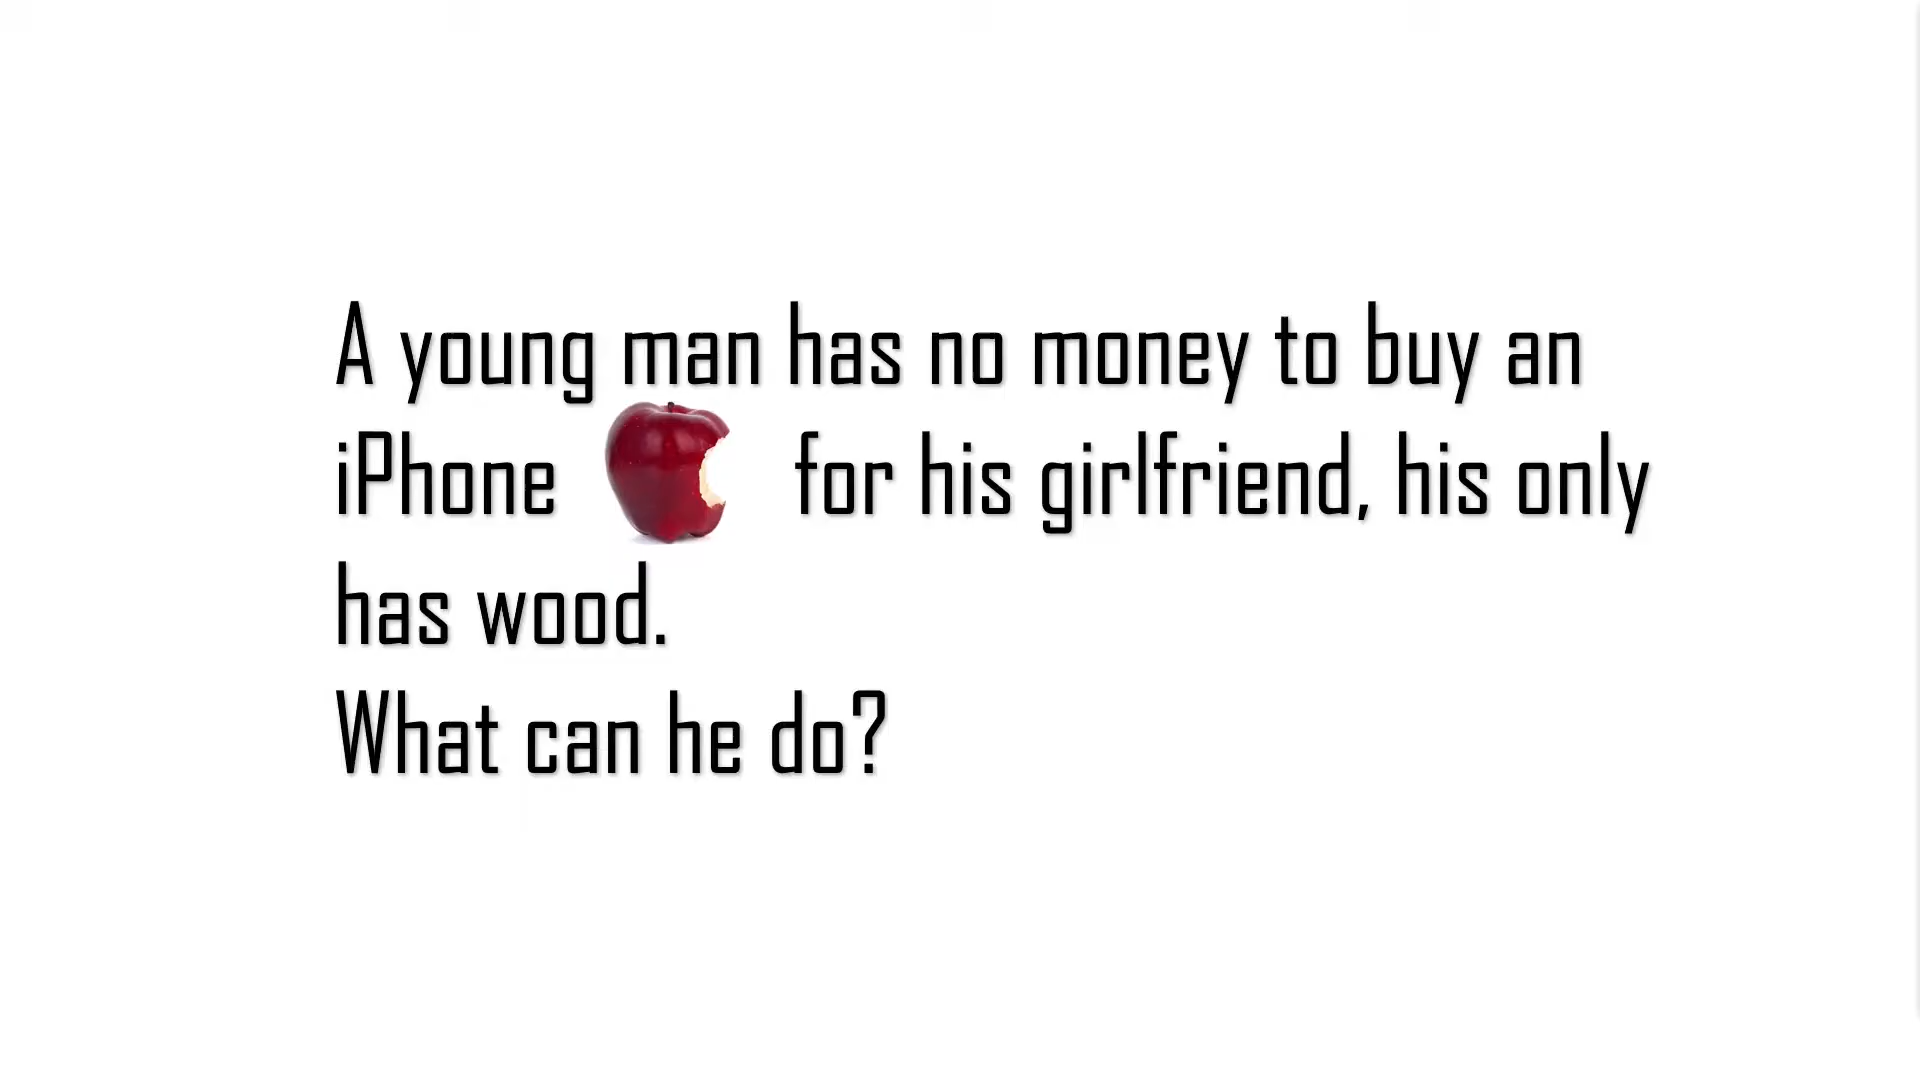 A young man has no money to buy an
iPhone for his girlfriend, his only
has wood.
What can he do?